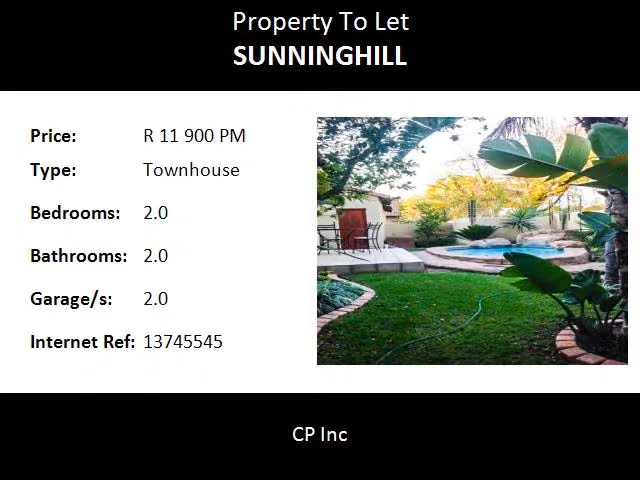 Property To Let
SUNNINGHILL
Price: R 11 900 PM
Type: Townhouse
Bedrooms: 2.0
Bathrooms: 2.0
Garage/s: 2.0
Internet Ref: 13745545
CP Inc